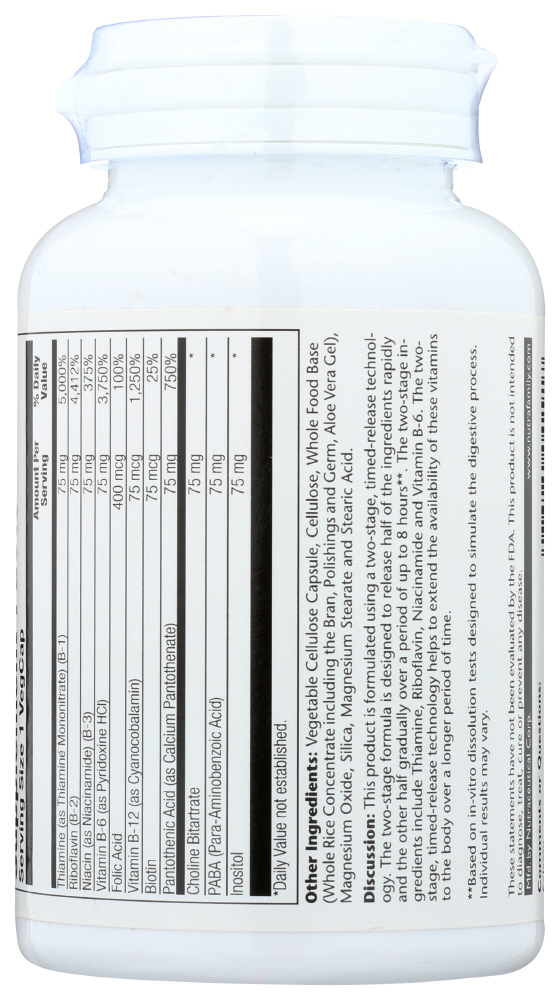 Serving Size 1 VegCap
Amount Per Serving % Daily Value
Thiamine (as Thiamine Mononitrate) (B-1) 75 mg 5,000%
Riboflavin (B-2) 75 mg 4,412%
Niacin (as Niacinamide) (B-3) 75 mg 375%
Vitamin B-6 (as Pyridoxine HCl) 75 mg 3,750%
Folic Acid 400 mcg 100%
Vitamin B-12 (as Cyanocobalamin) 75 mcg 1,250%
Biotin 75 mcg 25%
Pantothenic Acid (as Calcium Pantothenate) 75 mg 750%
Choline Bitartrate 75 mg *
PABA (Para-Aminobenzoic Acid) 75 mg *
Inositol 75 mg *
*Daily Value not established.
Other Ingredients: Vegetable Cellulose Capsule, Cellulose, Whole Food Base
(Whole Rice Concentrate including the Bran, Polishings and Germ, Aloe Vera Gel),
Magnesium Oxide, Silica, Magnesium Stearate and Stearic Acid.
Discussion: This product is formulated using a two-stage, timed-release technol-
ogy. The two-stage formula is designed to release half of the ingredients rapidly
and the other half gradually over a period of up to 8 hours**. The two-stage in-
gredients include Thiamine, Riboflavin, Niacinamide and Vitamin B-6. The two-
stage, timed-release technology helps to extend the availability of these vitamins
to the body over a longer period of time.
**Based on in-vitro dissolution tests designed to simulate the digestive process.
Individual results may vary.
These statements have not been evaluated by the FDA. This product is not intended
to diagnose, treat, cure or prevent any disease.
Mfd. by Nutraceutical Corp. www.nutrafamily.com
Comments or Questions: